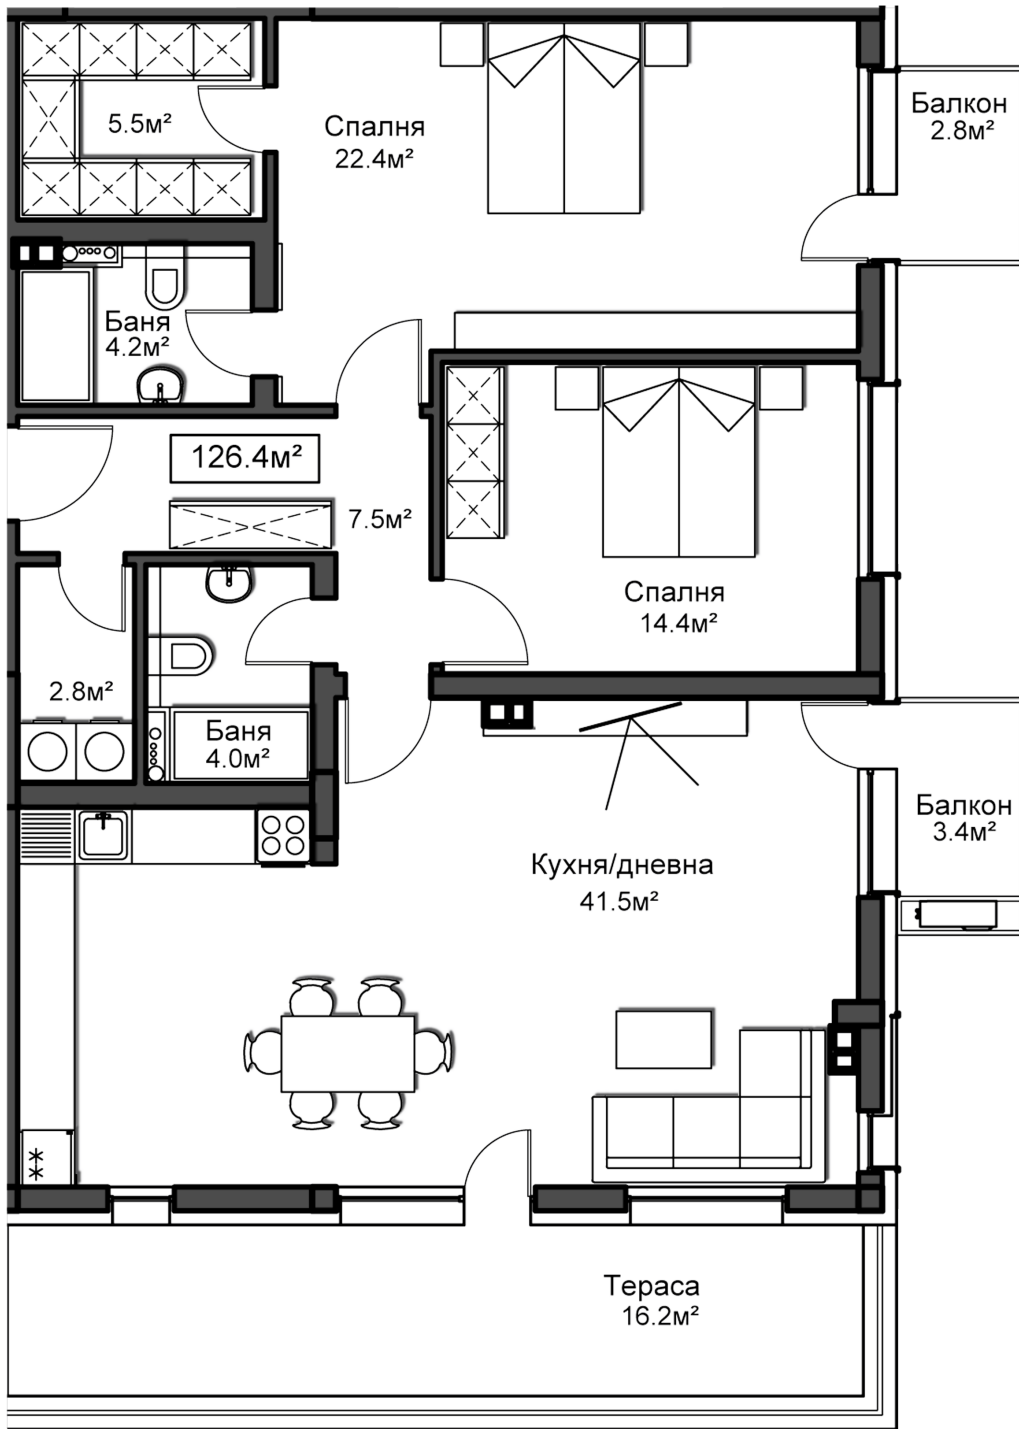 5.5м²
Спалня
22.4м²
Балкон
2.8м²
Баня
4.2м²
126.4м²
7.5м²
Спалня
14.4м²
2.8м²
Баня
4.0м²
Балкон
3.4м²
Кухня/дневна
41.5м²
Тераса
16.2м²